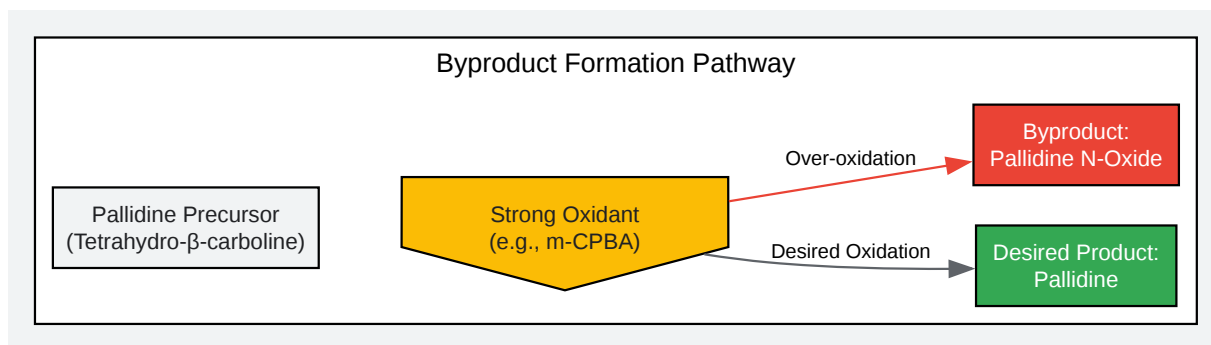 Byproduct Formation Pathway
Pallidine Precursor
(Tetrahydro-β-carboline)
Strong Oxidant
(e.g., m-CPBA)
Over-oxidation
Desired Oxidation
Byproduct:
Pallidine N-Oxide
Desired Product:
Pallidine